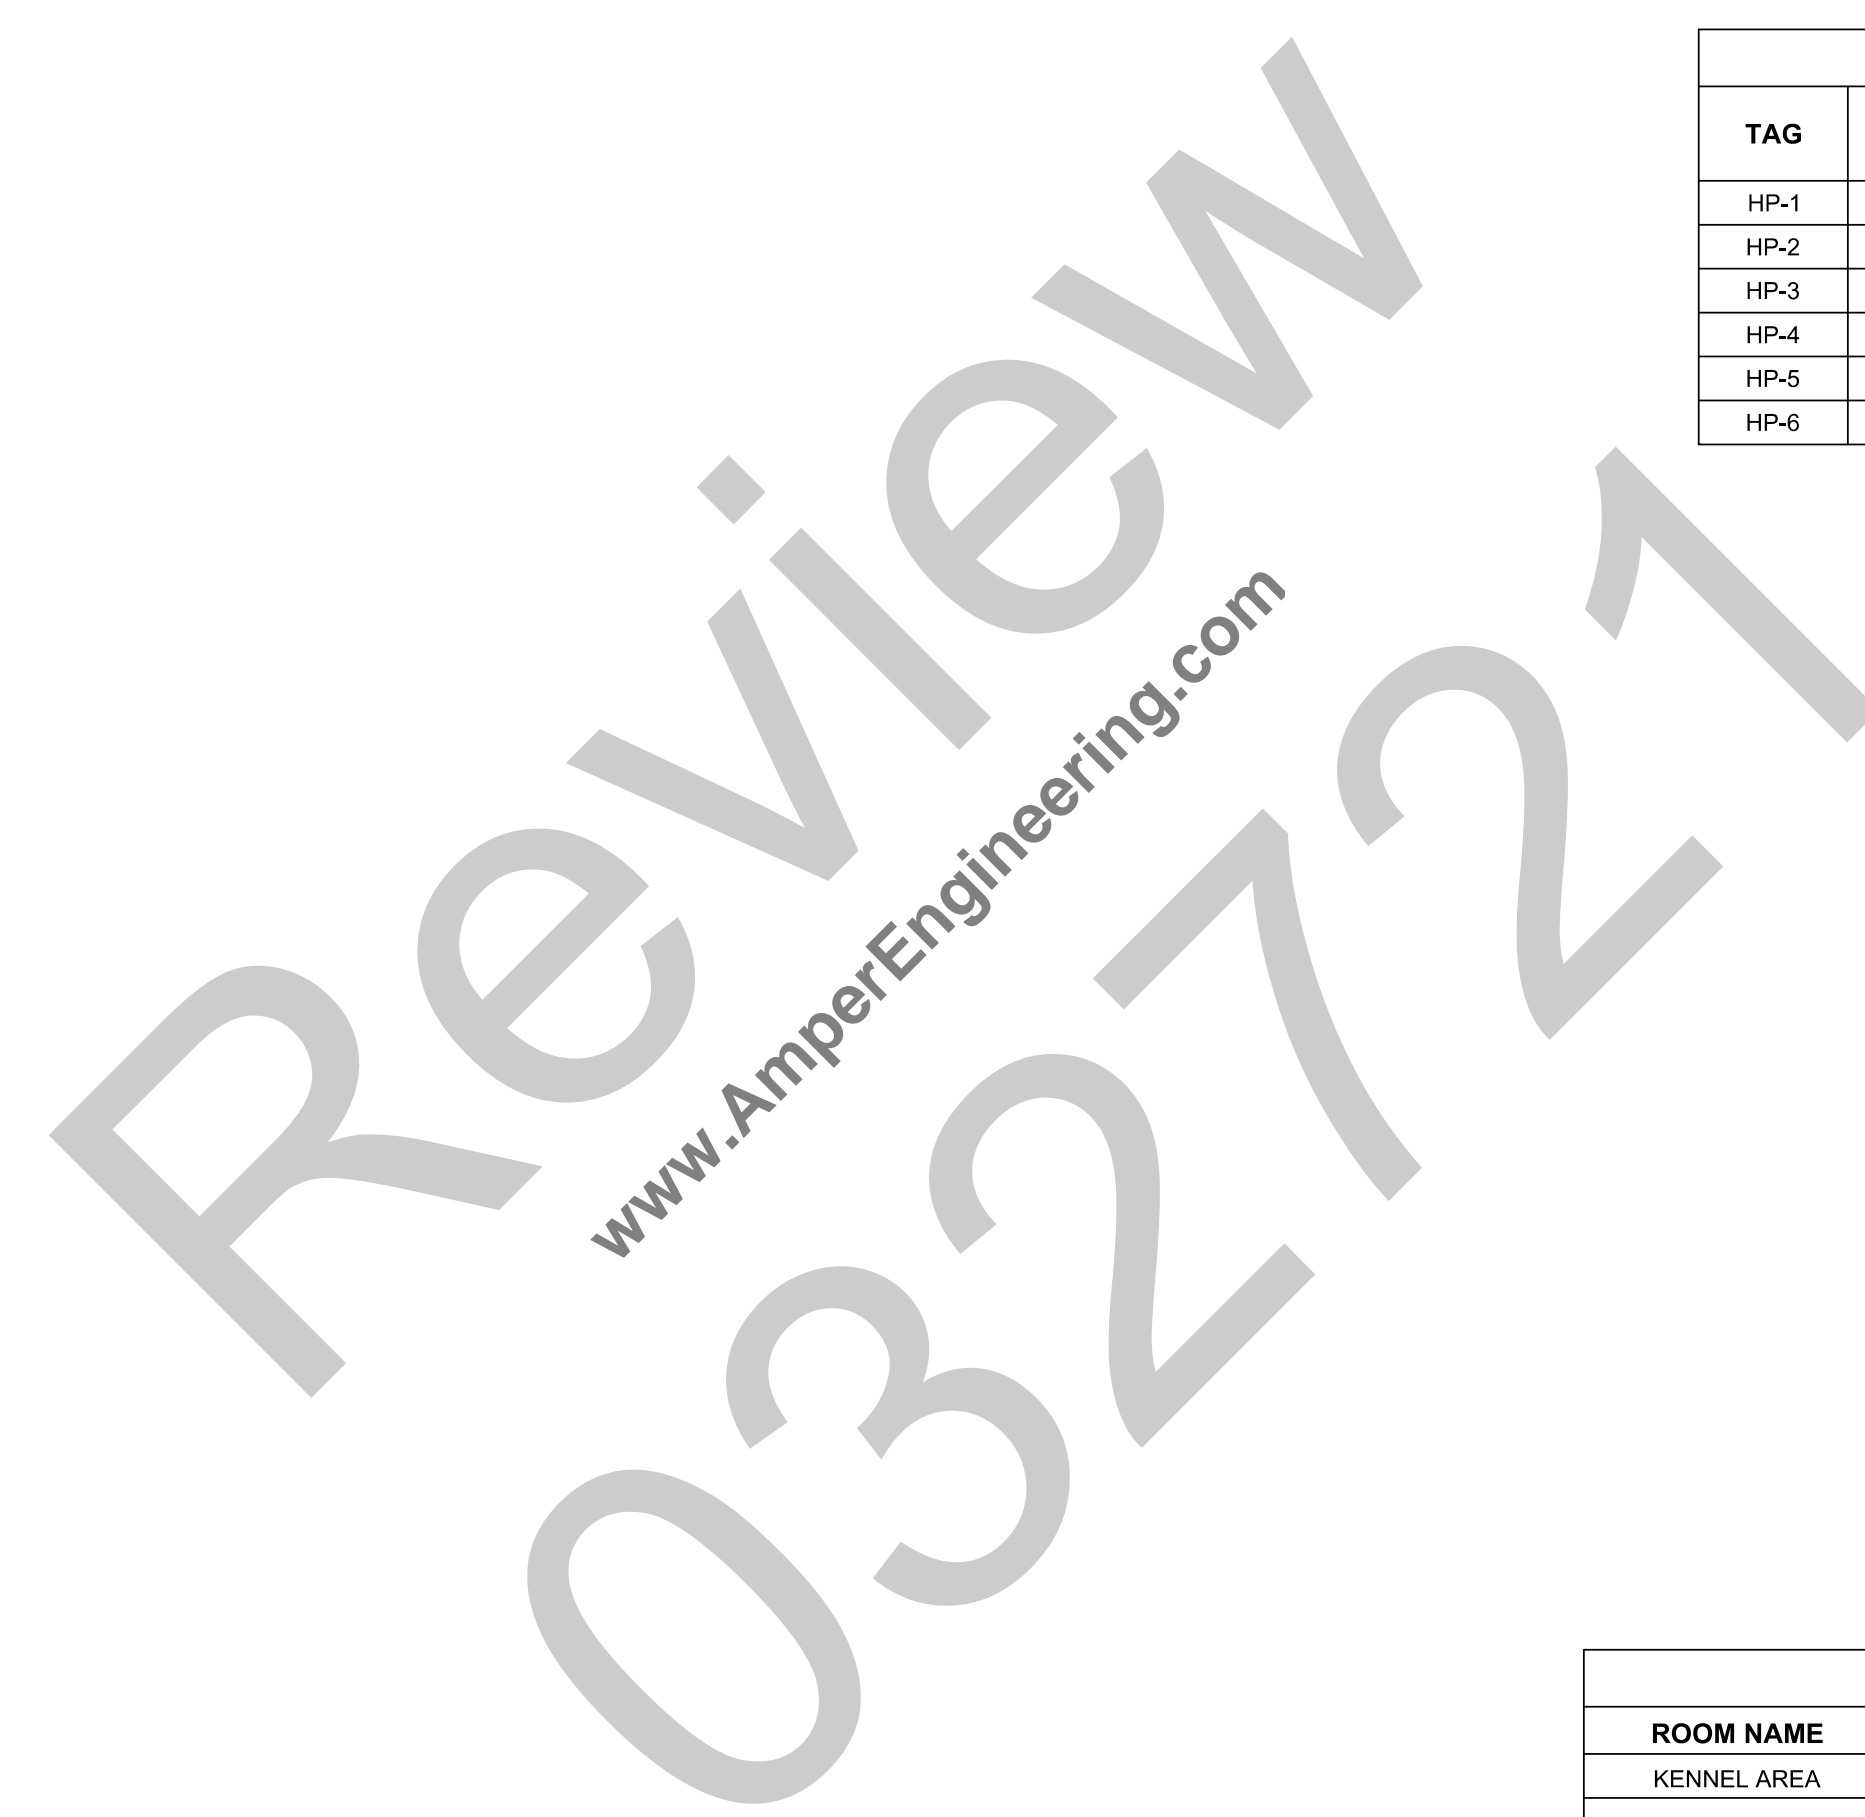 TAG
HP-1
HP-2
HP-3
HP-4
HP-5
HP-6
Review
www.AmperEngineering.com
032721
ROOM NAME
KENNEL AREA